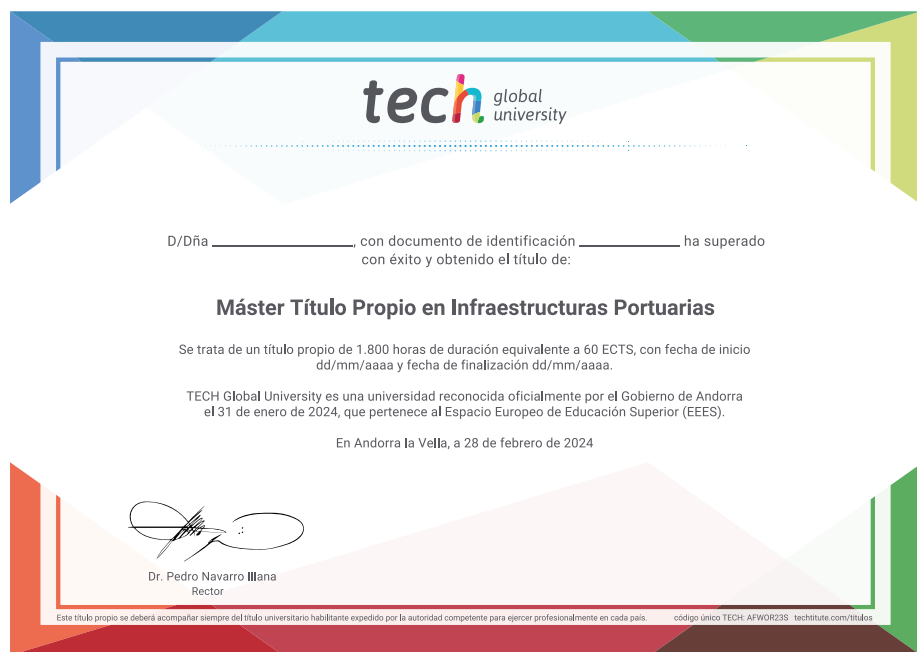 tech global
university
D/Dña ______________, con documento de identificación __________ ha superado
con éxito y obtenido el título de:
Máster Título Propio en Infraestructuras Portuarias
Se trata de un título propio de 1.800 horas de duración equivalente a 60 ECTS, con fecha de inicio
dd/mm/aaaa y fecha de finalización dd/mm/aaaa.
TECH Global University es una universidad reconocida oficialmente por el Gobierno de Andorra
el 31 de enero de 2024, que pertenece al Espacio Europeo de Educación Superior (EEES).
En Andorra la Vella, a 28 de febrero de 2024
Dr. Pedro Navarro Illana
Rector
Este título propio se deberá acompañar siempre del título universitario habilitante expedido por la autoridad competente para ejercer profesionalmente en cada país. código único TECH: AFWOR23S techtitute.com/titulos